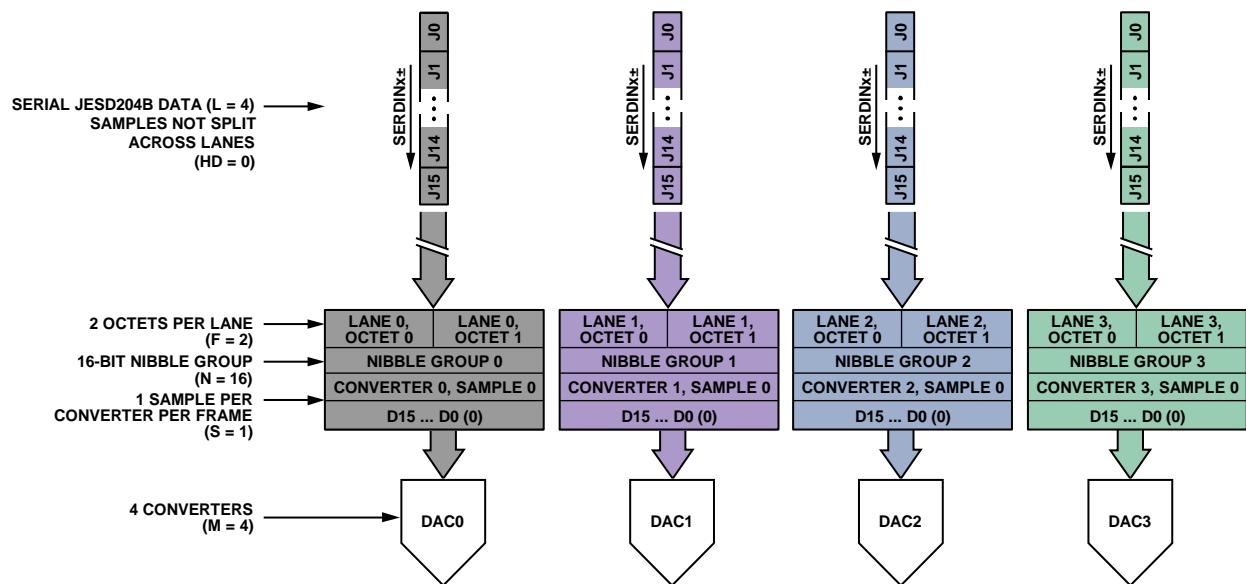 J0
J1
J14
J15
SERDINx±
J0
J1
J14
J15
SERDINx±
J0
J1
J14
J15
SERDINx±
J0
J1
J14
J15
SERDINx±
SERIAL JESD204B DATA (L = 4)
SAMPLES NOT SPLIT
ACROSS LANES
(HD = 0)
2 OCTETS PER LANE
(F = 2)
16-BIT NIBBLE GROUP
(N = 16)
1 SAMPLE PER
CONVERTER PER FRAME
(S = 1)
LANE 0,
OCTET 0
LANE 0,
OCTET 1
NIBBLE GROUP 0
CONVERTER 0, SAMPLE 0
D15 ... D0 (0)
LANE 1,
OCTET 0
LANE 1,
OCTET 1
NIBBLE GROUP 1
CONVERTER 1, SAMPLE 0
D15 ... D0 (0)
LANE 2,
OCTET 0
LANE 2,
OCTET 1
NIBBLE GROUP 2
CONVERTER 2, SAMPLE 0
D15 ... D0 (0)
LANE 3,
OCTET 0
LANE 3,
OCTET 1
NIBBLE GROUP 3
CONVERTER 3, SAMPLE 0
D15 ... D0 (0)
4 CONVERTERS
(M = 4)
DAC0
DAC1
DAC2
DAC3